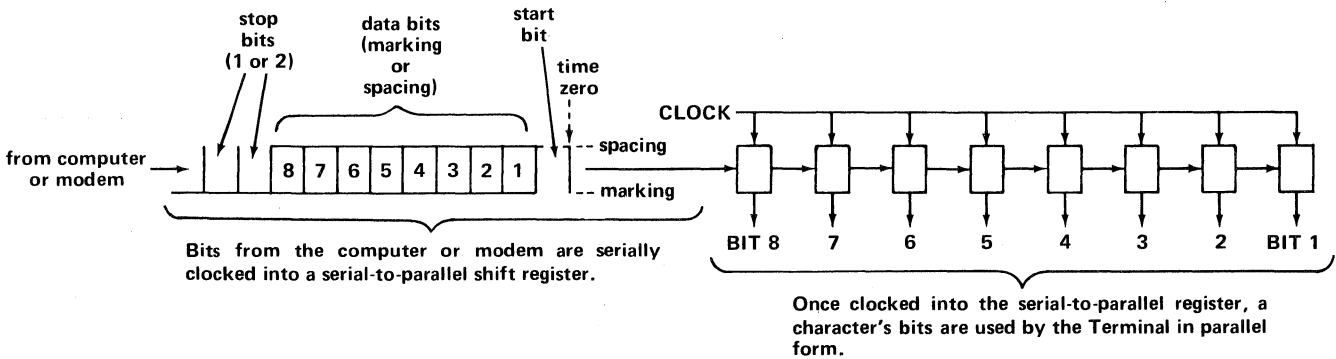 stop
bits
(1 or 2)
data bits
(marking
or
spacing)
start
bit
time
zero
CLOCK
from computer
or modem
8 7 6 5 4 3 2 1
spacing
marking
BIT 8 7 6 5 4 3 2 BIT 1
Bits from the computer or modem are serially
clocked into a serial-to-parallel shift register.
Once clocked into the serial-to-parallel register, a
character's bits are used by the Terminal in parallel
form.